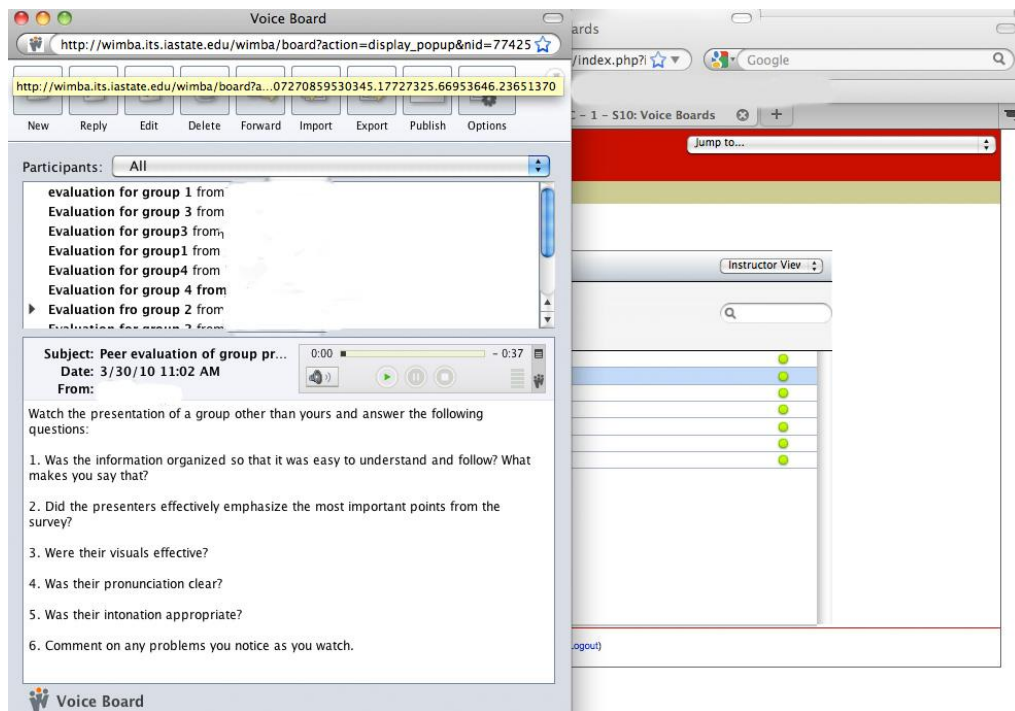 Voice Board
http://wimba.its.iastate.edu/wimba/board?action=display_popup&nid=77425
http://wimba.its.iastate.edu/wimba/board?a...07270859530345.17727325.66953646.23651370
New Reply Edit Delete Forward Import Export Publish Options
Participants: All
evaluation for group 1 from
Evaluation for group 3 from
Evaluation for group3 from
Evaluation for group1 from
Evaluation for group4 from
Evaluation for group 4 from
Evaluation fro group 2 from
Evaluation for group 2 from
Subject: Peer evaluation of group pr...
0:00 - 0:37
Date: 3/30/10 11:02 AM
From:
Watch the presentation of a group other than yours and answer the following
questions:
1. Was the information organized so that it was easy to understand and follow? What
makes you say that?
2. Did the presenters effectively emphasize the most important points from the
survey?
3. Were their visuals effective?
4. Was their pronunciation clear?
5. Was their intonation appropriate?
6. Comment on any problems you notice as you watch.
Voice Board
ards
/index.php?i Google
C - 1 - S10: Voice Boards
Jump to...
Instructor View
ogout)